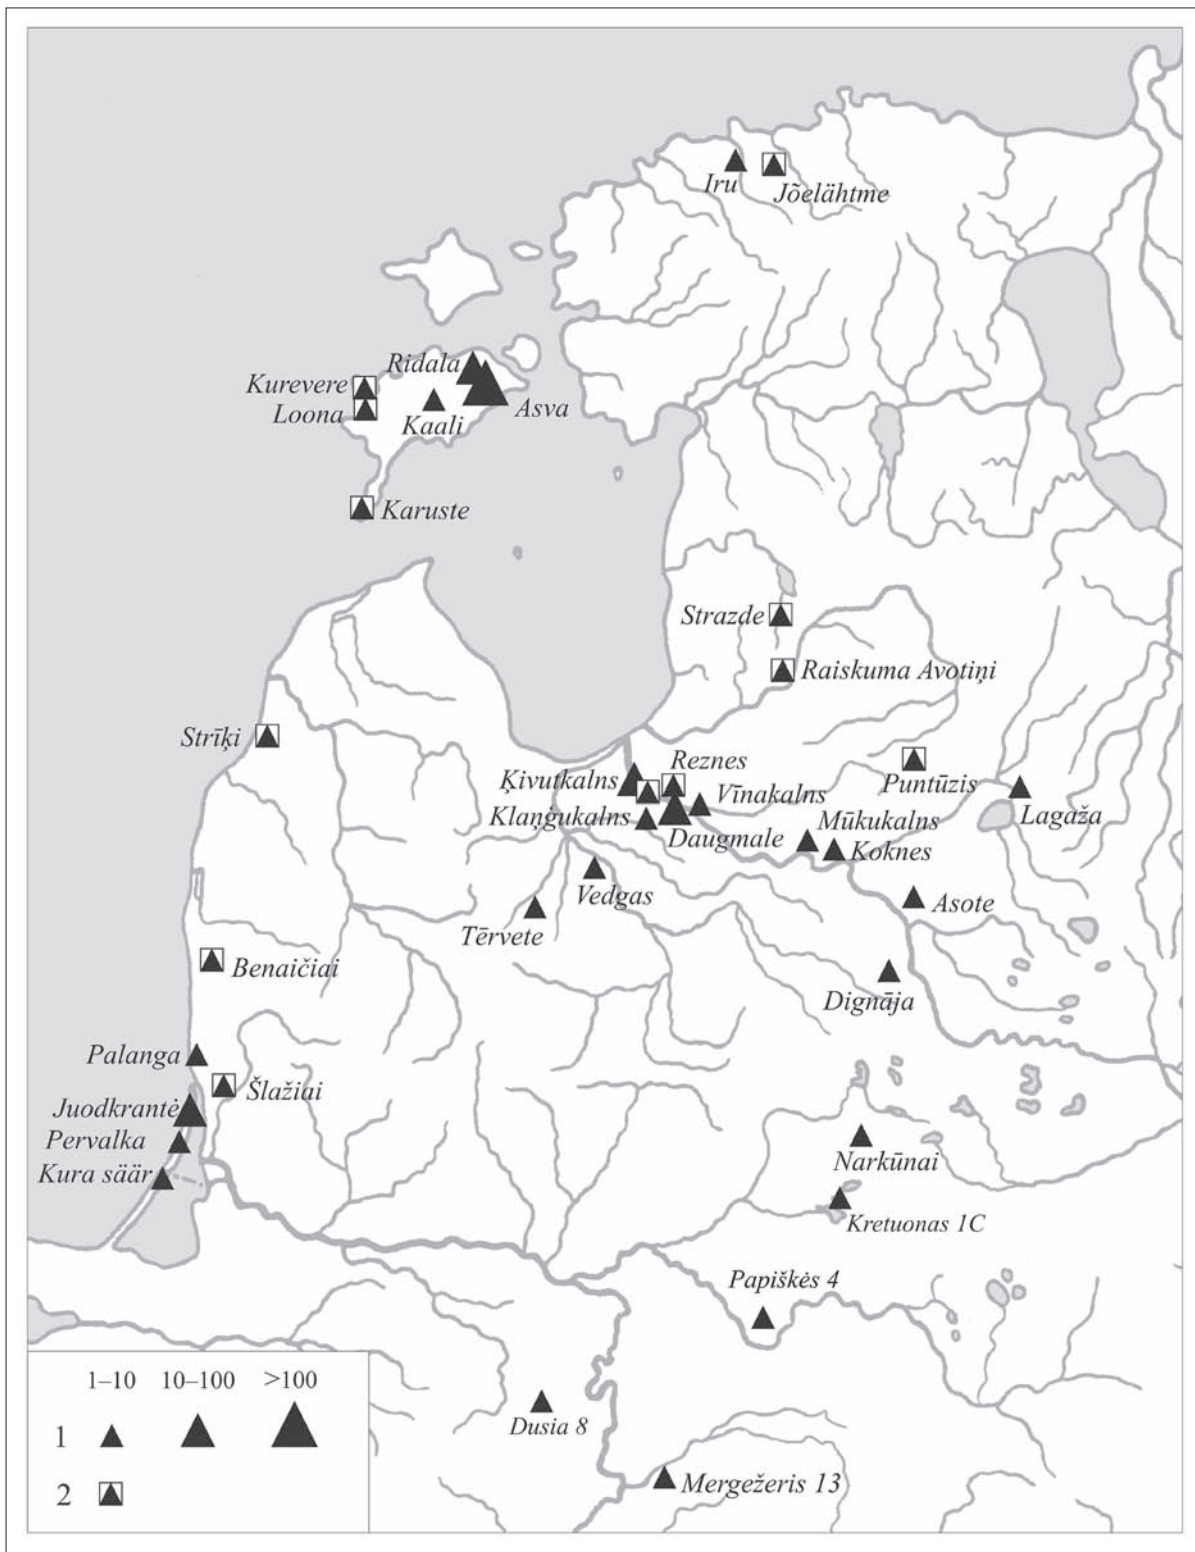 Iru
Jõelähtme
Ridala
Kurevere
Loona
Kaali
Asva
Karuste
Strazde
Raiskuma Avotiņi
Strīķi
Reznes
Ķivutkalns
Vīnakalns
Puntūzis
Lagaža
Klaņģukalns
Daugmale
Mūkukalns
Koknes
Vedgas
Asote
Tērvete
Benaičiai
Dignāja
Palanga
Šlažiai
Juodkrantė
Pervalka
Narkūnai
Kura säär
Kretuonas 1C
Papiškės 4
1–10 10–100 >100
Dusia 8
1
Mergežeris 13
2